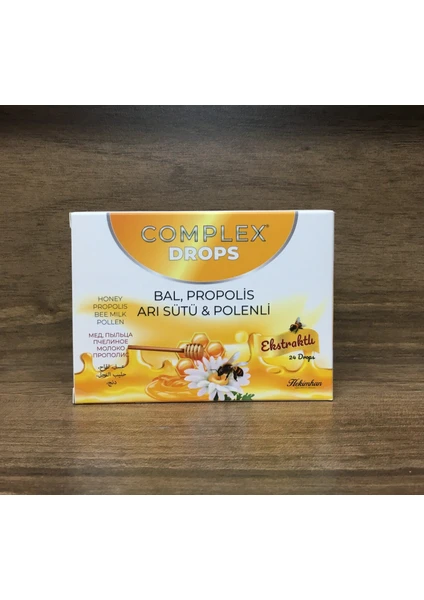 COMPLEX®
DROPS
BAL, PROPOLİS
ARI SÜTÜ & POLENLİ
HONEY
PROPOLIS
BEE MILK
POLLEN
МЕД, ПЫЛЬЦА
ПЧЕЛИНОЕ
МОЛОКО
ПРОПОЛИС
Ekstraktlı
24 Drops
Hekimhan